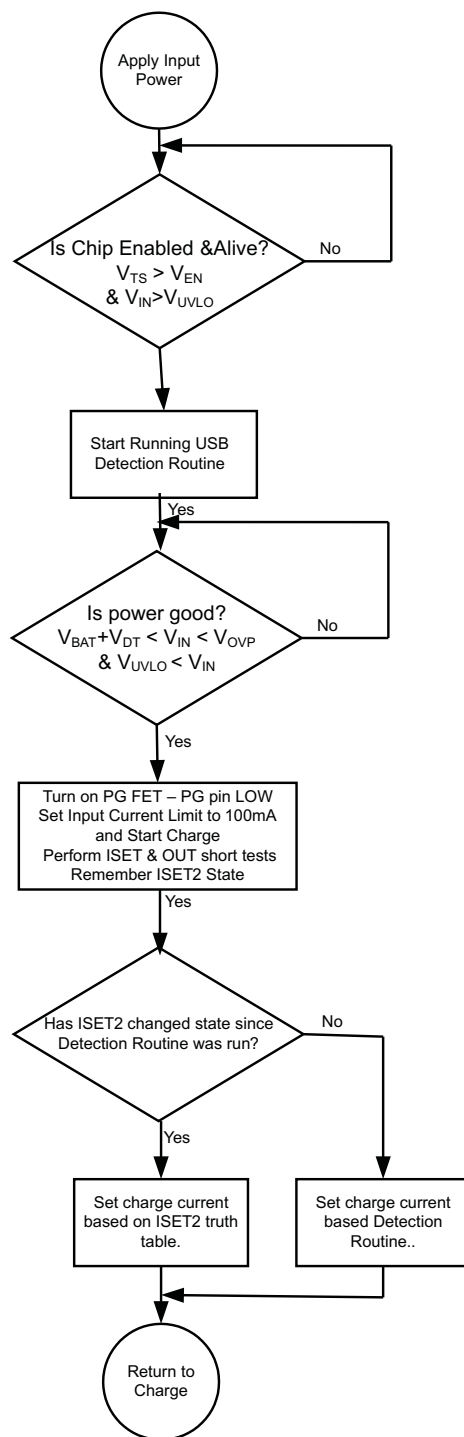 Apply Input
Power
Is Chip Enabled &Alive?
No
V_TS > V_EN
& V_IN>V_UVLO
Start Running USB
Detection Routine
Yes
Is power good?
No
V_BAT+V_DT < V_IN < V_OVP
& V_UVLO < V_IN
Yes
Turn on PG FET – PG pin LOW
Set Input Current Limit to 100mA
and Start Charge
Perform ISET & OUT short tests
Remember ISET2 State
Yes
Has ISET2 changed state since
Detection Routine was run?
No
Yes
Set charge current
based on ISET2 truth
table.
Set charge current
based Detection
Routine..
Return to
Charge